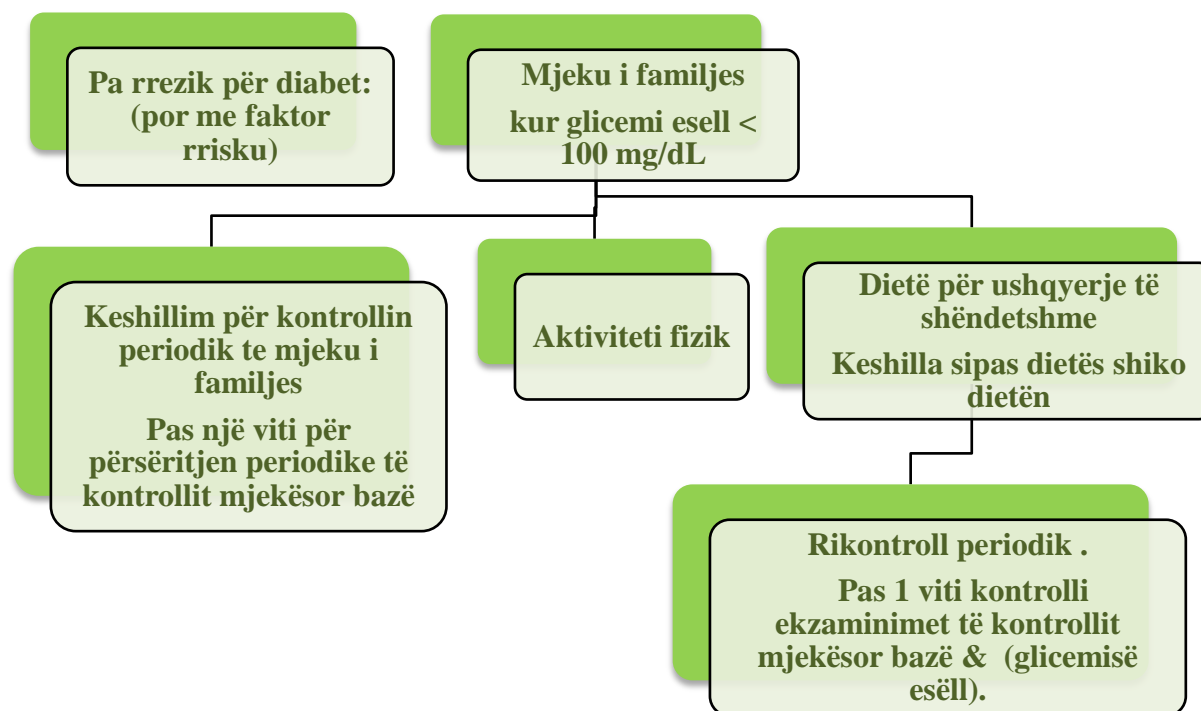 Pa rrezik për diabet:
(por me faktor
rrisku)
Mjeku i familjes
kur glicemi esell <
100 mg/dL
Keshillim për kontrollin
periodik te mjeku i
familjes
Pas një viti për
përsëritjen periodike të
kontrollit mjekësor bazë
Aktiviteti fizik
Dietë për ushqyerje të
shëndetshme
Keshilla sipas dietës shiko
dietën
Rikontroll periodik .
Pas 1 viti kontrolli
ekzaminimet të kontrollit
mjekësor bazë & (glicemisë
esëll).